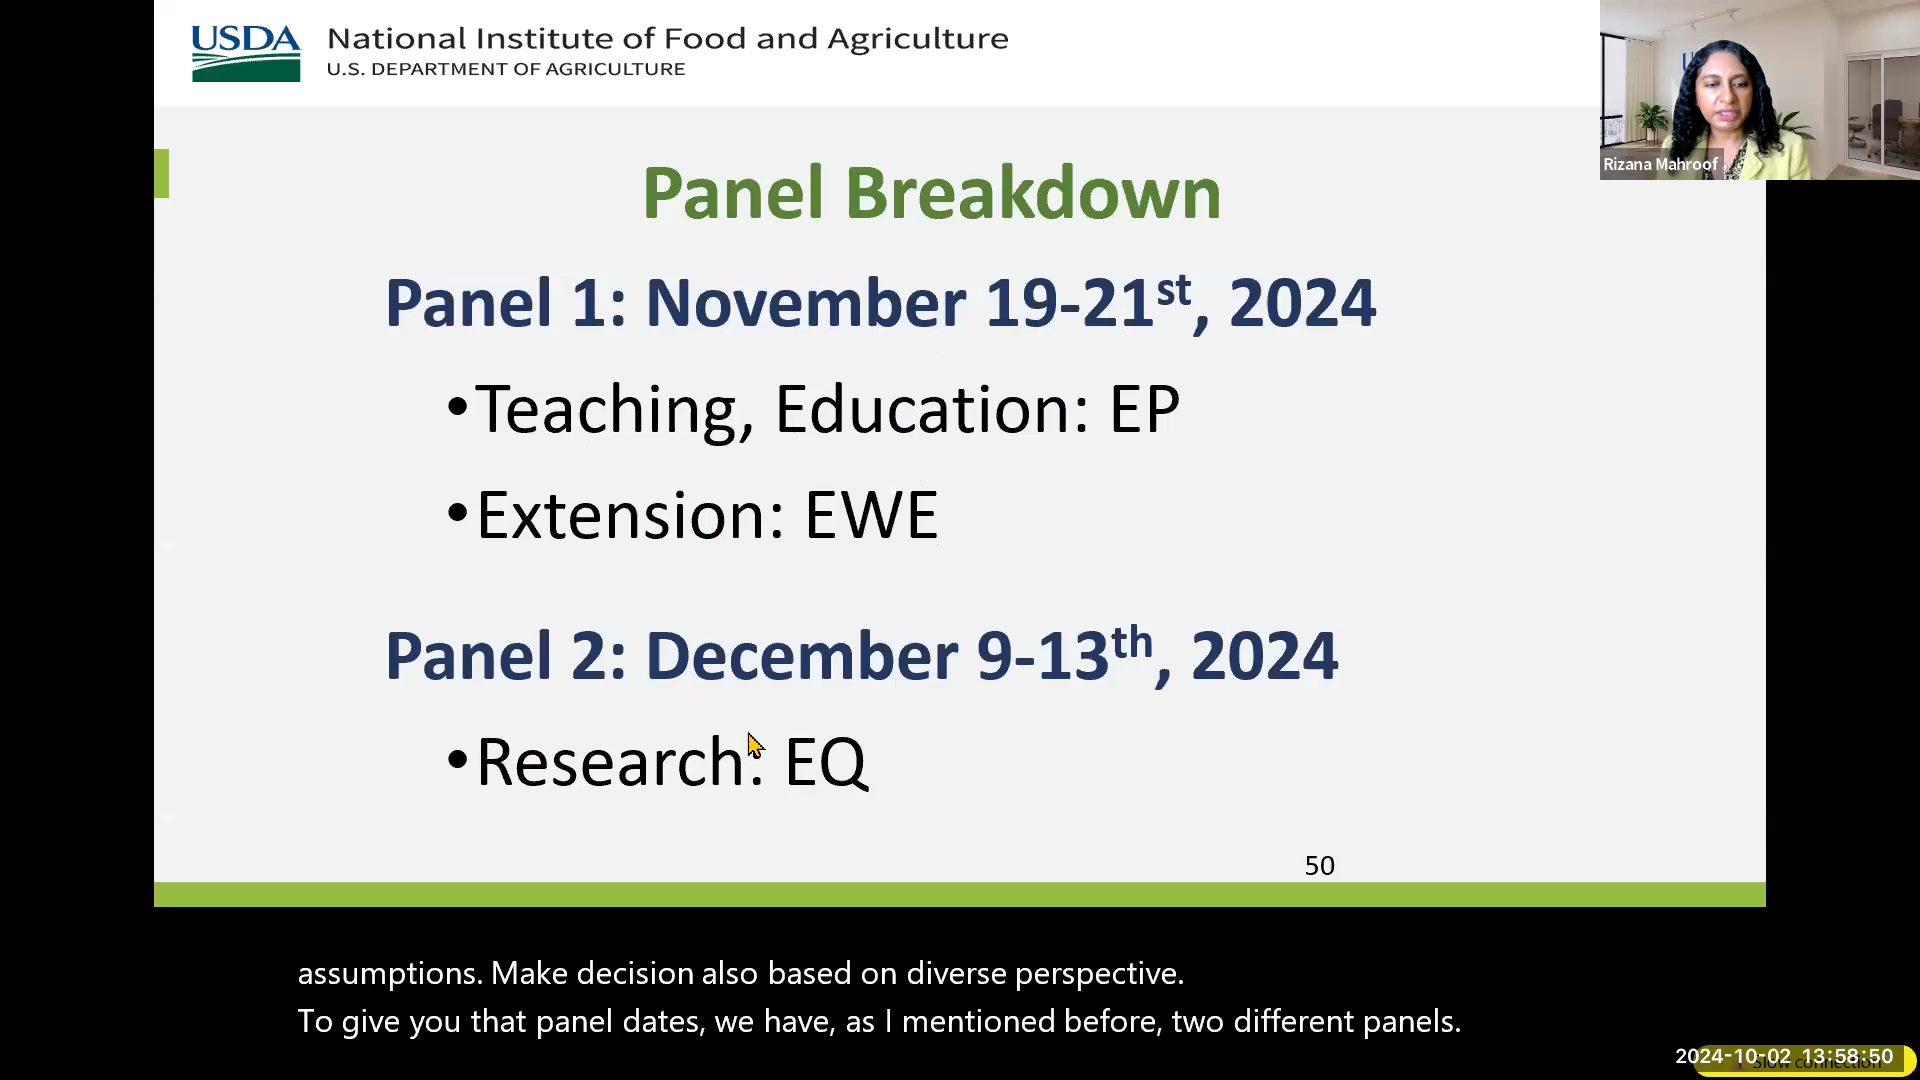 USDA
National Institute of Food and Agriculture
U.S. DEPARTMENT OF AGRICULTURE
Rizana Mahroof
Panel Breakdown
Panel 1: November 19-21st, 2024
•Teaching, Education: EP
•Extension: EWE
Panel 2: December 9-13th, 2024
•Research: EQ
50
assumptions. Make decision also based on diverse perspective.
To give you that panel dates, we have, as I mentioned before, two different panels.
2024-10-02 13:58:50
Slow connection